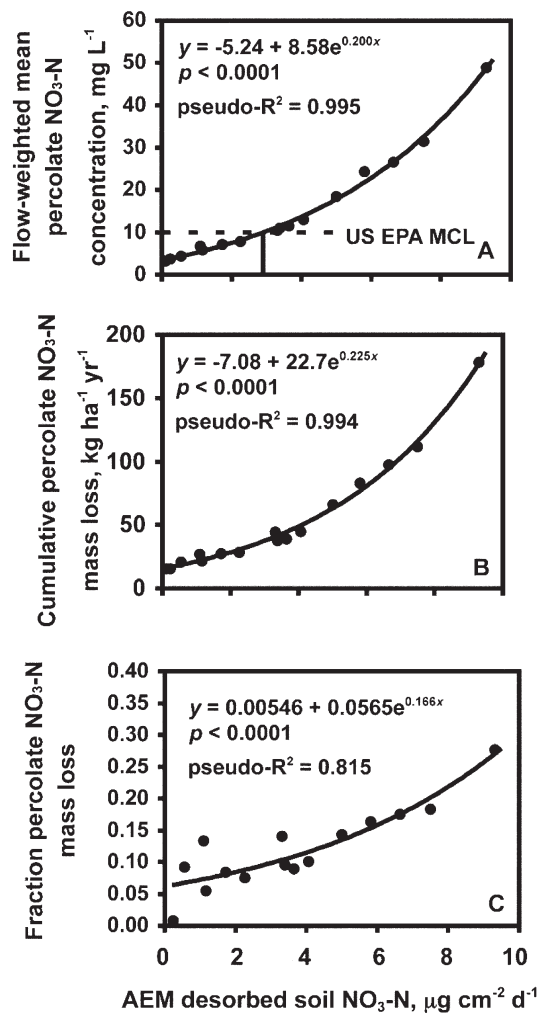 Flow-weighted mean
percolate NO₃-N
concentration, mg L⁻¹
60
50
40
30
20
10
0
y = -5.24 + 8.58e^0.200x
p < 0.0001
pseudo-R² = 0.995
US EPA MCL
A
Cumulative percolate NO₃-N
mass loss, kg ha⁻¹ yr⁻¹
200
150
100
50
0
y = -7.08 + 22.7e^0.225x
p < 0.0001
pseudo-R² = 0.994
B
Fraction percolate NO₃-N
mass loss
0.40
0.35
0.30
0.25
0.20
0.15
0.10
0.05
0.00
y = 0.00546 + 0.0565e^0.166x
p < 0.0001
pseudo-R² = 0.815
C
0 2 4 6 8 10
AEM desorbed soil NO₃-N, µg cm⁻² d⁻¹